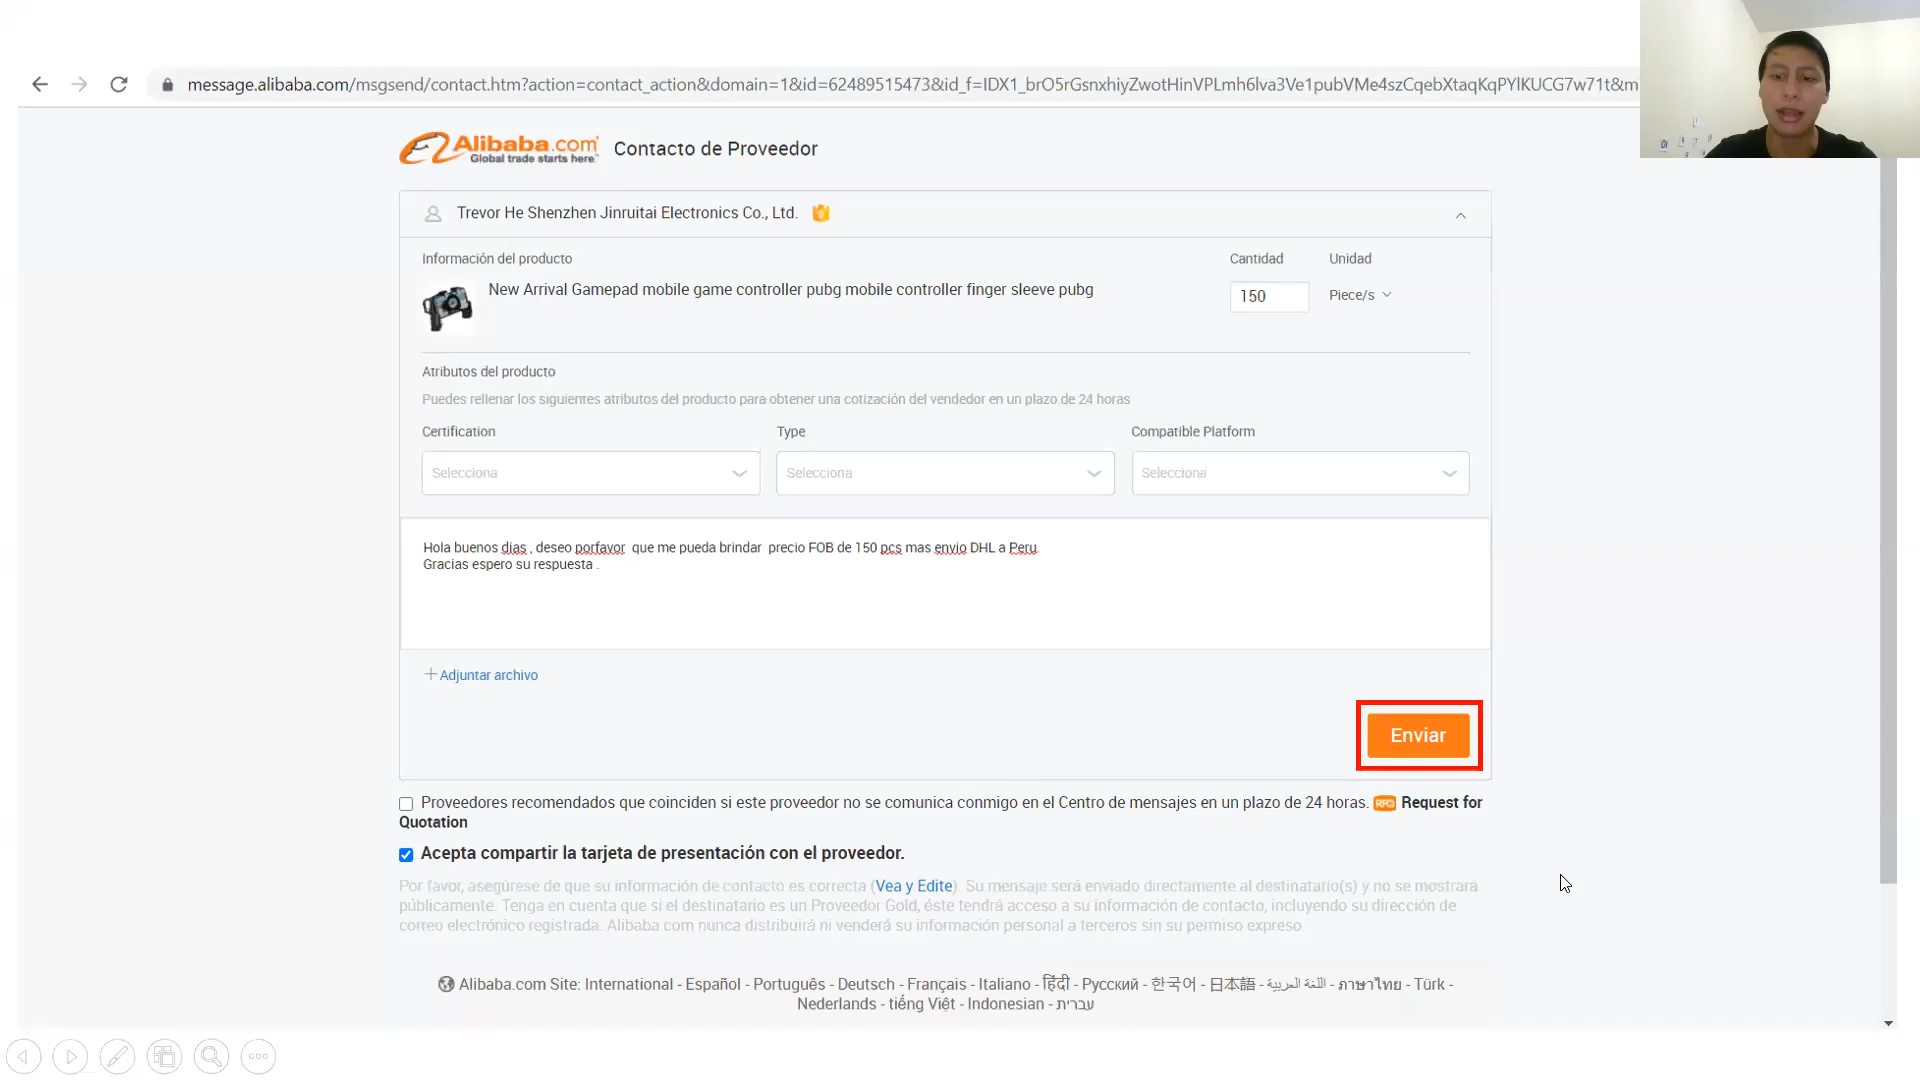 message.alibaba.com/msgsend/contact.htm?action=contact_action&domain=1&id=62489515473&id_f=IDX1_brO5rGsnxhiyZwotHinVPLmh6lva3Ve1pubVMe4szCqebXtaqKqPYlKUCG7w71t&m
Alibaba.com Contacto de Proveedor
Global trade starts here.™
Trevor He Shenzhen Jinruitai Electronics Co., Ltd.
Información del producto Cantidad Unidad
New Arrival Gamepad mobile game controller pubg mobile controller finger sleeve pubg 150 Piece/s
Atributos del producto
Puedes rellenar los siguientes atributos del producto para obtener una cotización del vendedor en un plazo de 24 horas
Certification Type Compatible Platform
Selecciona Selecciona Selecciona
Hola buenos dias , deseo porfavor que me pueda brindar precio FOB de 150 pcs mas envio DHL a Peru.
Gracias espero su respuesta .
Adjuntar archivo
Enviar
Proveedores recomendados que coinciden si este proveedor no se comunica conmigo en el Centro de mensajes en un plazo de 24 horas. RFQ Request for
Quotation
Acepta compartir la tarjeta de presentación con el proveedor.
Por favor, asegúrese de que su información de contacto es correcta (Vea y Edite). Su mensaje será enviado directamente al destinatario(s) y no se mostrará
públicamente. Tenga en cuenta que si el destinatario es un Proveedor Gold, éste tendrá acceso a su información de contacto, incluyendo su dirección de
correo electrónico registrada. Alibaba.com nunca distribuirá ni venderá su información personal a terceros sin su permiso expreso.
Alibaba.com Site: International - Español - Português - Deutsch - Français - Italiano - हिंदी - Pусский - 한국어 - 日本語 - اللغة العربية - ภาษาไทย - Türk -
Nederlands - tiếng Việt - Indonesian - עברית